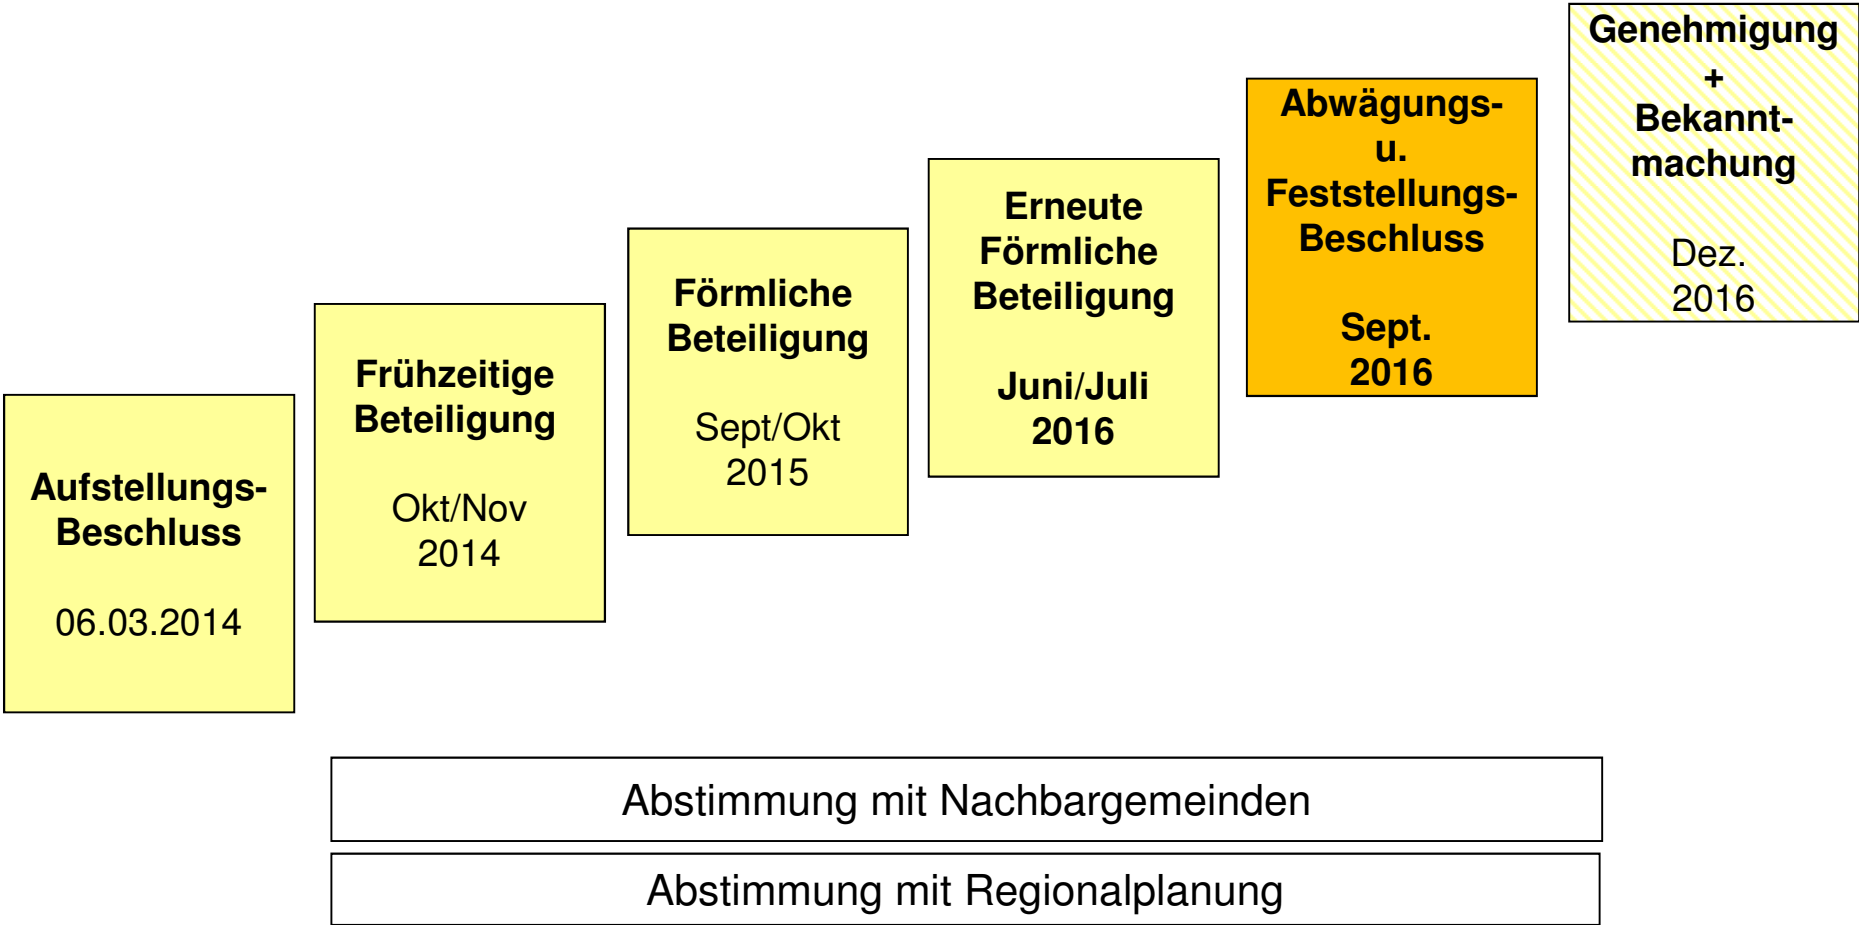 Aufstellungs-
Beschluss
06.03.2014
Frühzeitige
Beteiligung
Okt/Nov
2014
Förmliche
Beteiligung
Sept/Okt
2015
Erneute
Förmliche
Beteiligung
Juni/Juli
2016
Abwägungs-
u.
Feststellungs-
Beschluss
Sept.
2016
Genehmigung
+
Bekannt-
machung
Dez.
2016
Abstimmung mit Nachbargemeinden
Abstimmung mit Regionalplanung